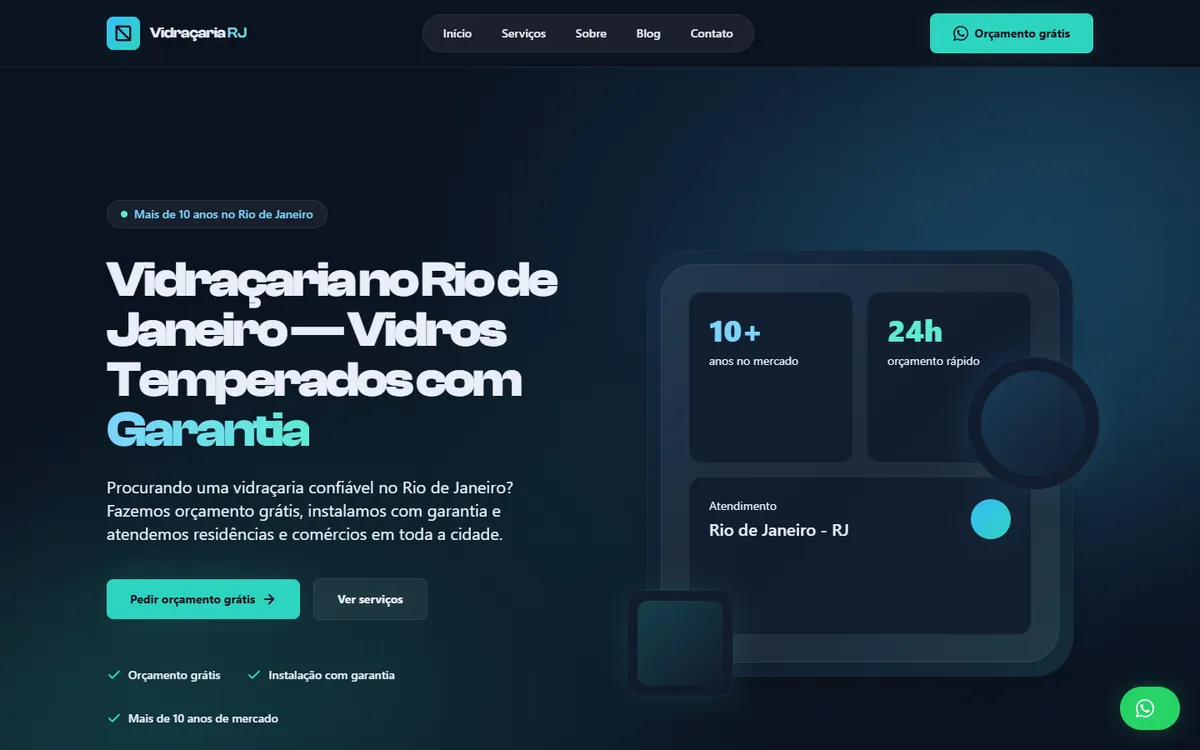 Vidraçaria RJ
Início
Serviços
Sobre
Blog
Contato
Orçamento grátis
Mais de 10 anos no Rio de Janeiro
Vidraçaria no Rio de
Janeiro — Vidros
Temperados com
Garantia
Procurando uma vidraçaria confiável no Rio de Janeiro?
Fazemos orçamento grátis, instalamos com garantia e
atendemos residências e comércios em toda a cidade.
Pedir orçamento grátis
Ver serviços
Orçamento grátis
Instalação com garantia
Mais de 10 anos de mercado
10+
anos no mercado
24h
orçamento rápido
Atendimento
Rio de Janeiro - RJ